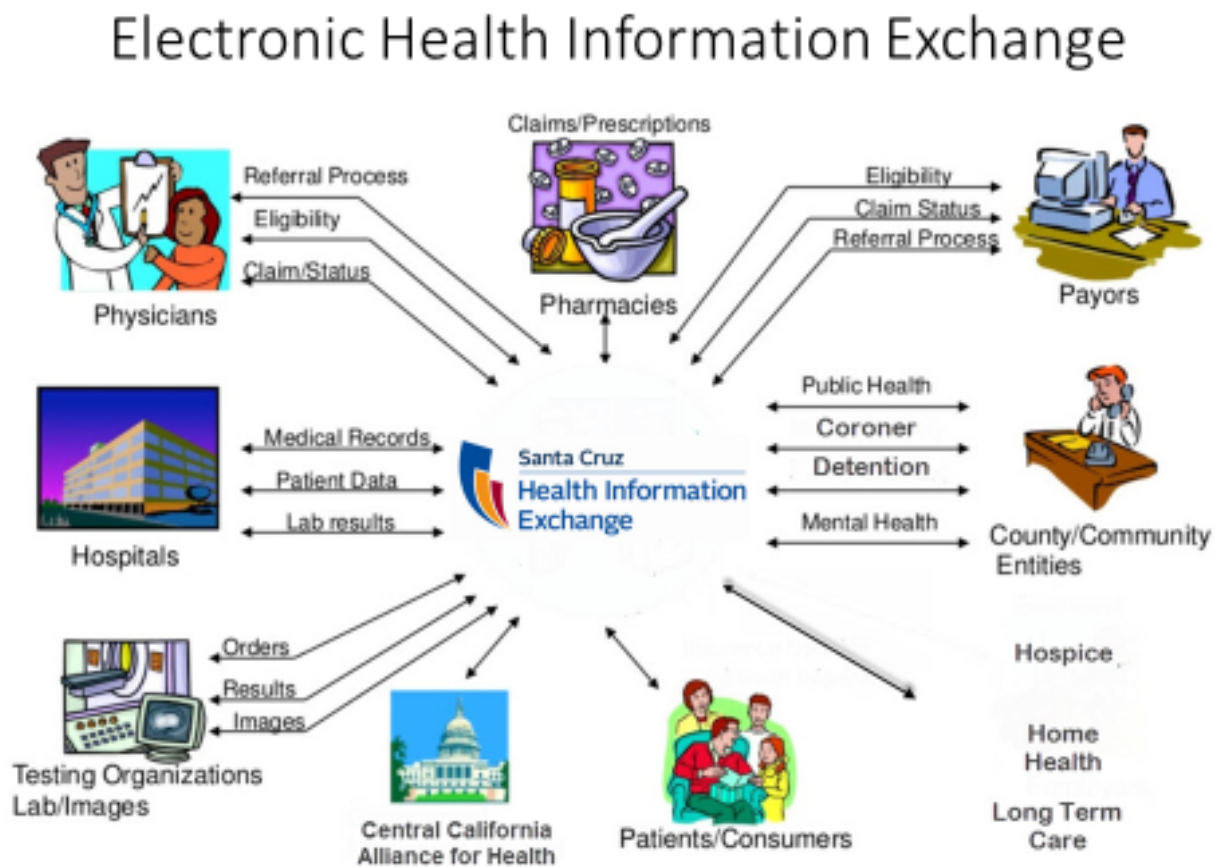 Electronic Health Information Exchange
Claims/Prescriptions
Referral Process
Eligibility
Claim/Status
Physicians
Pharmacies
Eligibility
Claim Status
Referral Process
Payors
Medical Records
Patient Data
Lab results
Hospitals
Santa Cruz
Health Information
Exchange
Public Health
Coroner
Detention
Mental Health
County/Community
Entities
Orders
Results
Images
Testing Organizations
Lab/Images
Central California
Alliance for Health
Patients/Consumers
Hospice
Home
Health
Long Term
Care